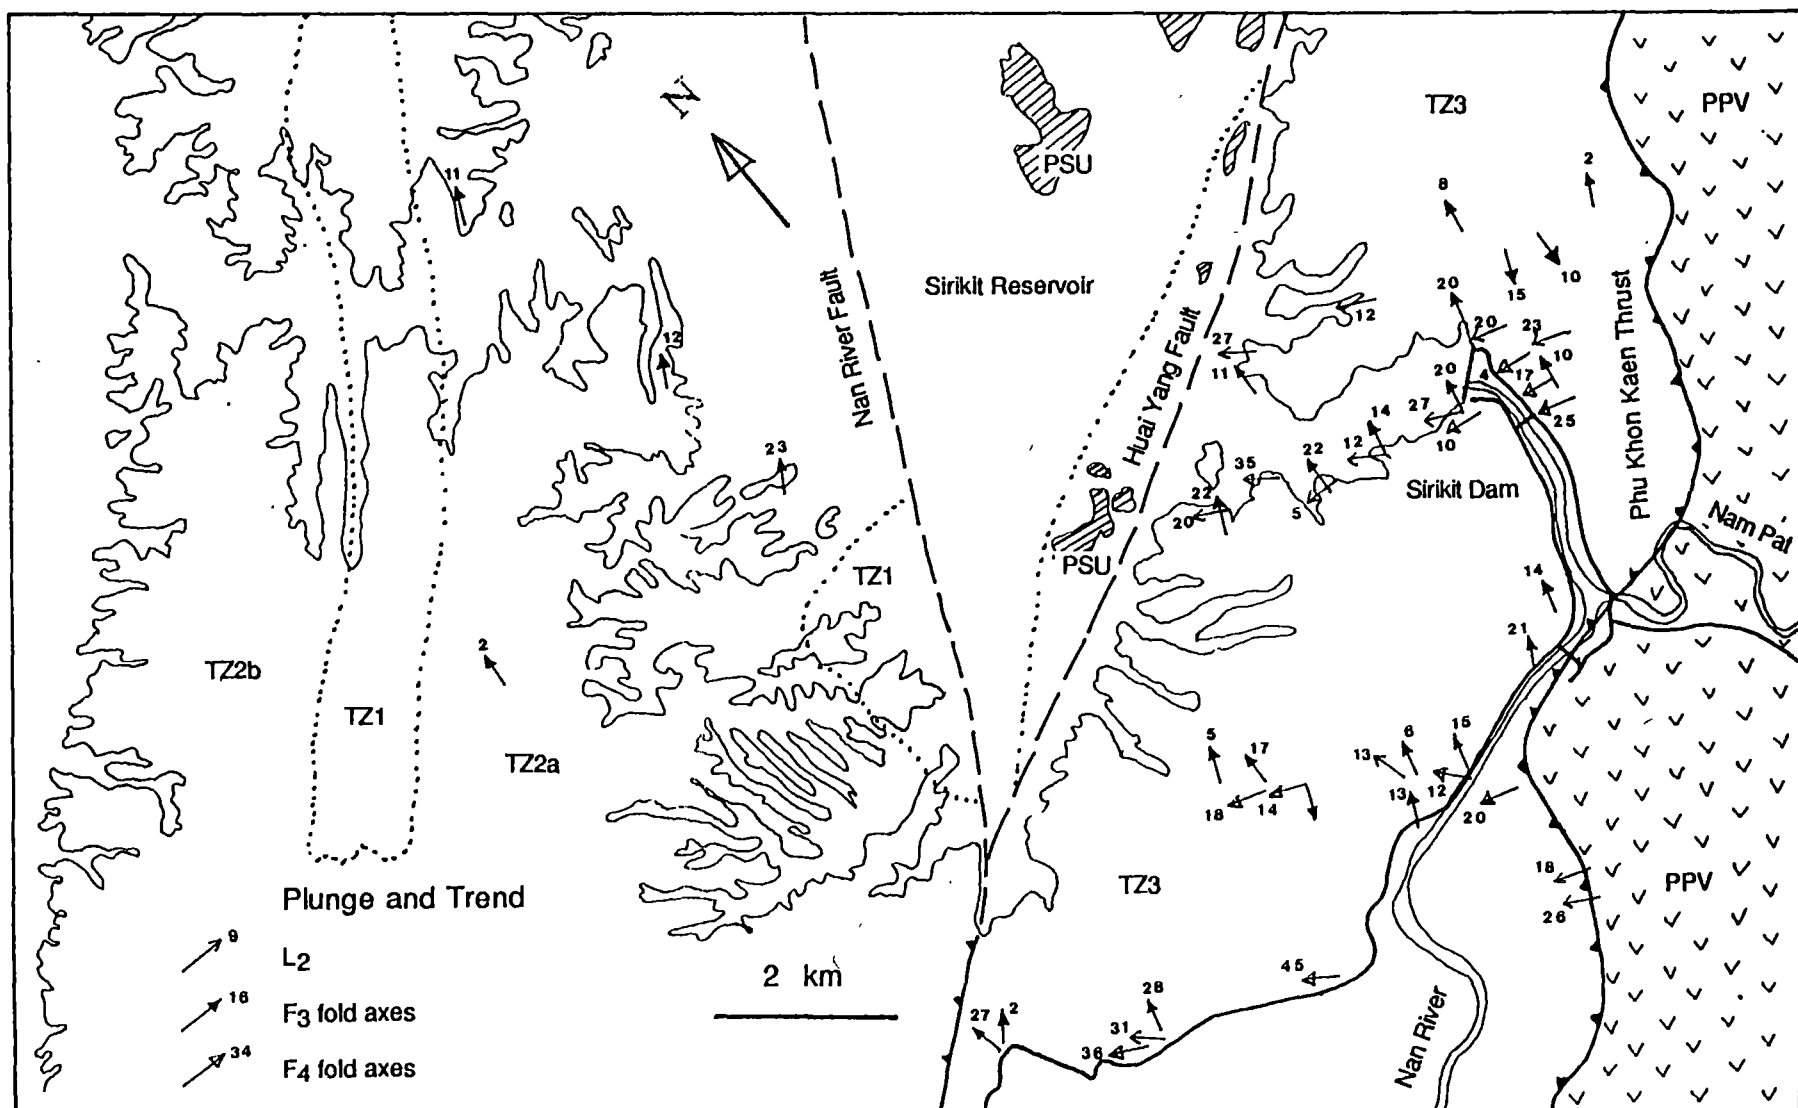 TZ3
PPV
N
PSU
2
8
11
Sirikit Reservoir
Nan River Fault
Huai Yang Fault
Phu Khon Kaen Thrust
20
15
10
12
12
27
11
20
23
20
4
17
10
25
14
27
10
12
22
35
23
22
20
5
Sirikit Dam
Nam Pat
PSU
TZ1
14
2
21
TZ2b
TZ1
TZ2a
5
17
13
6
15
18
14
13
12
20
TZ3
18
26
PPV
Plunge and Trend
9
L2
16
F3 fold axes
34
F4 fold axes
2 km
45
28
27
2
31
36
Nan River